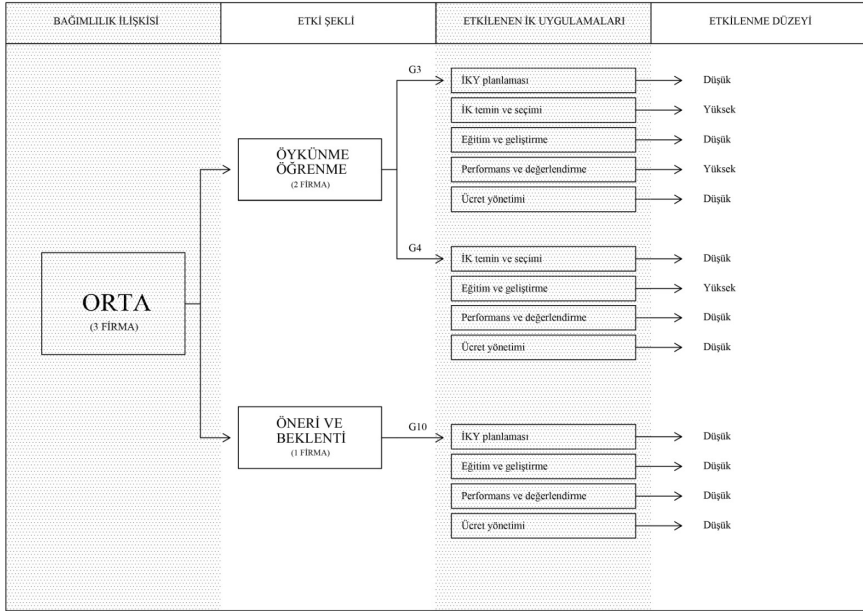 BAĞIMLILIK İLİŞKİSİ
ETKİ ŞEKLİ
ETKİLENEN İK UYGULAMALARI
ETKİLENME DÜZEYİ
ORTA
(3 FİRMA)
ÖYKÜNME
ÖĞRENME
(2 FİRMA)
G3
İKY planlaması
Düşük
İK temin ve seçimi
Yüksek
Eğitim ve geliştirme
Düşük
Performans ve değerlendirme
Yüksek
Ücret yönetimi
Düşük
G4
İK temin ve seçimi
Düşük
Eğitim ve geliştirme
Yüksek
Performans ve değerlendirme
Düşük
Ücret yönetimi
Düşük
ÖNERİ VE
BEKLENTİ
(1 FİRMA)
G10
İKY planlaması
Düşük
Eğitim ve geliştirme
Düşük
Performans ve değerlendirme
Düşük
Ücret yönetimi
Düşük